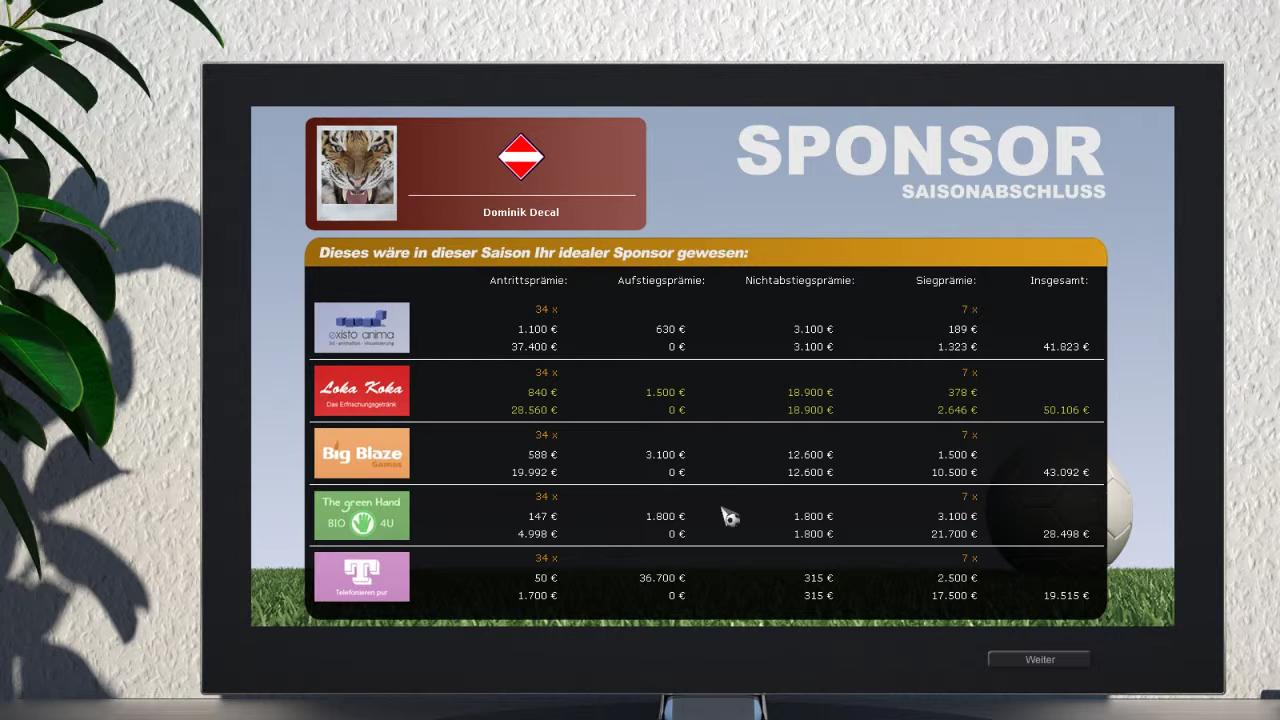 SPONSOR
SAISONABSCHLUSS
Dominik Decal
Dieses wäre in dieser Saison Ihr idealer Sponsor gewesen:
Antrittsprämie: Aufstiegsprämie: Nichtabstiegsprämie: Siegprämie: Insgesamt:
34 x 7 x
existo anima
3d - animation - visualisierung
1.100 € 630 € 3.100 € 189 €
37.400 € 0 € 3.100 € 1.323 € 41.823 €
34 x 7 x
Loka Koka
Das Erfrischungsgetränk
840 € 1.500 € 18.900 € 378 €
28.560 € 0 € 18.900 € 2.646 € 50.106 €
34 x 7 x
Big Blaze
Games
588 € 3.100 € 12.600 € 1.500 €
19.992 € 0 € 12.600 € 10.500 € 43.092 €
34 x 7 x
The green Hand
BIO 4U
147 € 1.800 € 1.800 € 3.100 €
4.998 € 0 € 1.800 € 21.700 € 28.498 €
34 x 7 x
Telefonieren pur
50 € 36.700 € 315 € 2.500 €
1.700 € 0 € 315 € 17.500 € 19.515 €
Weiter